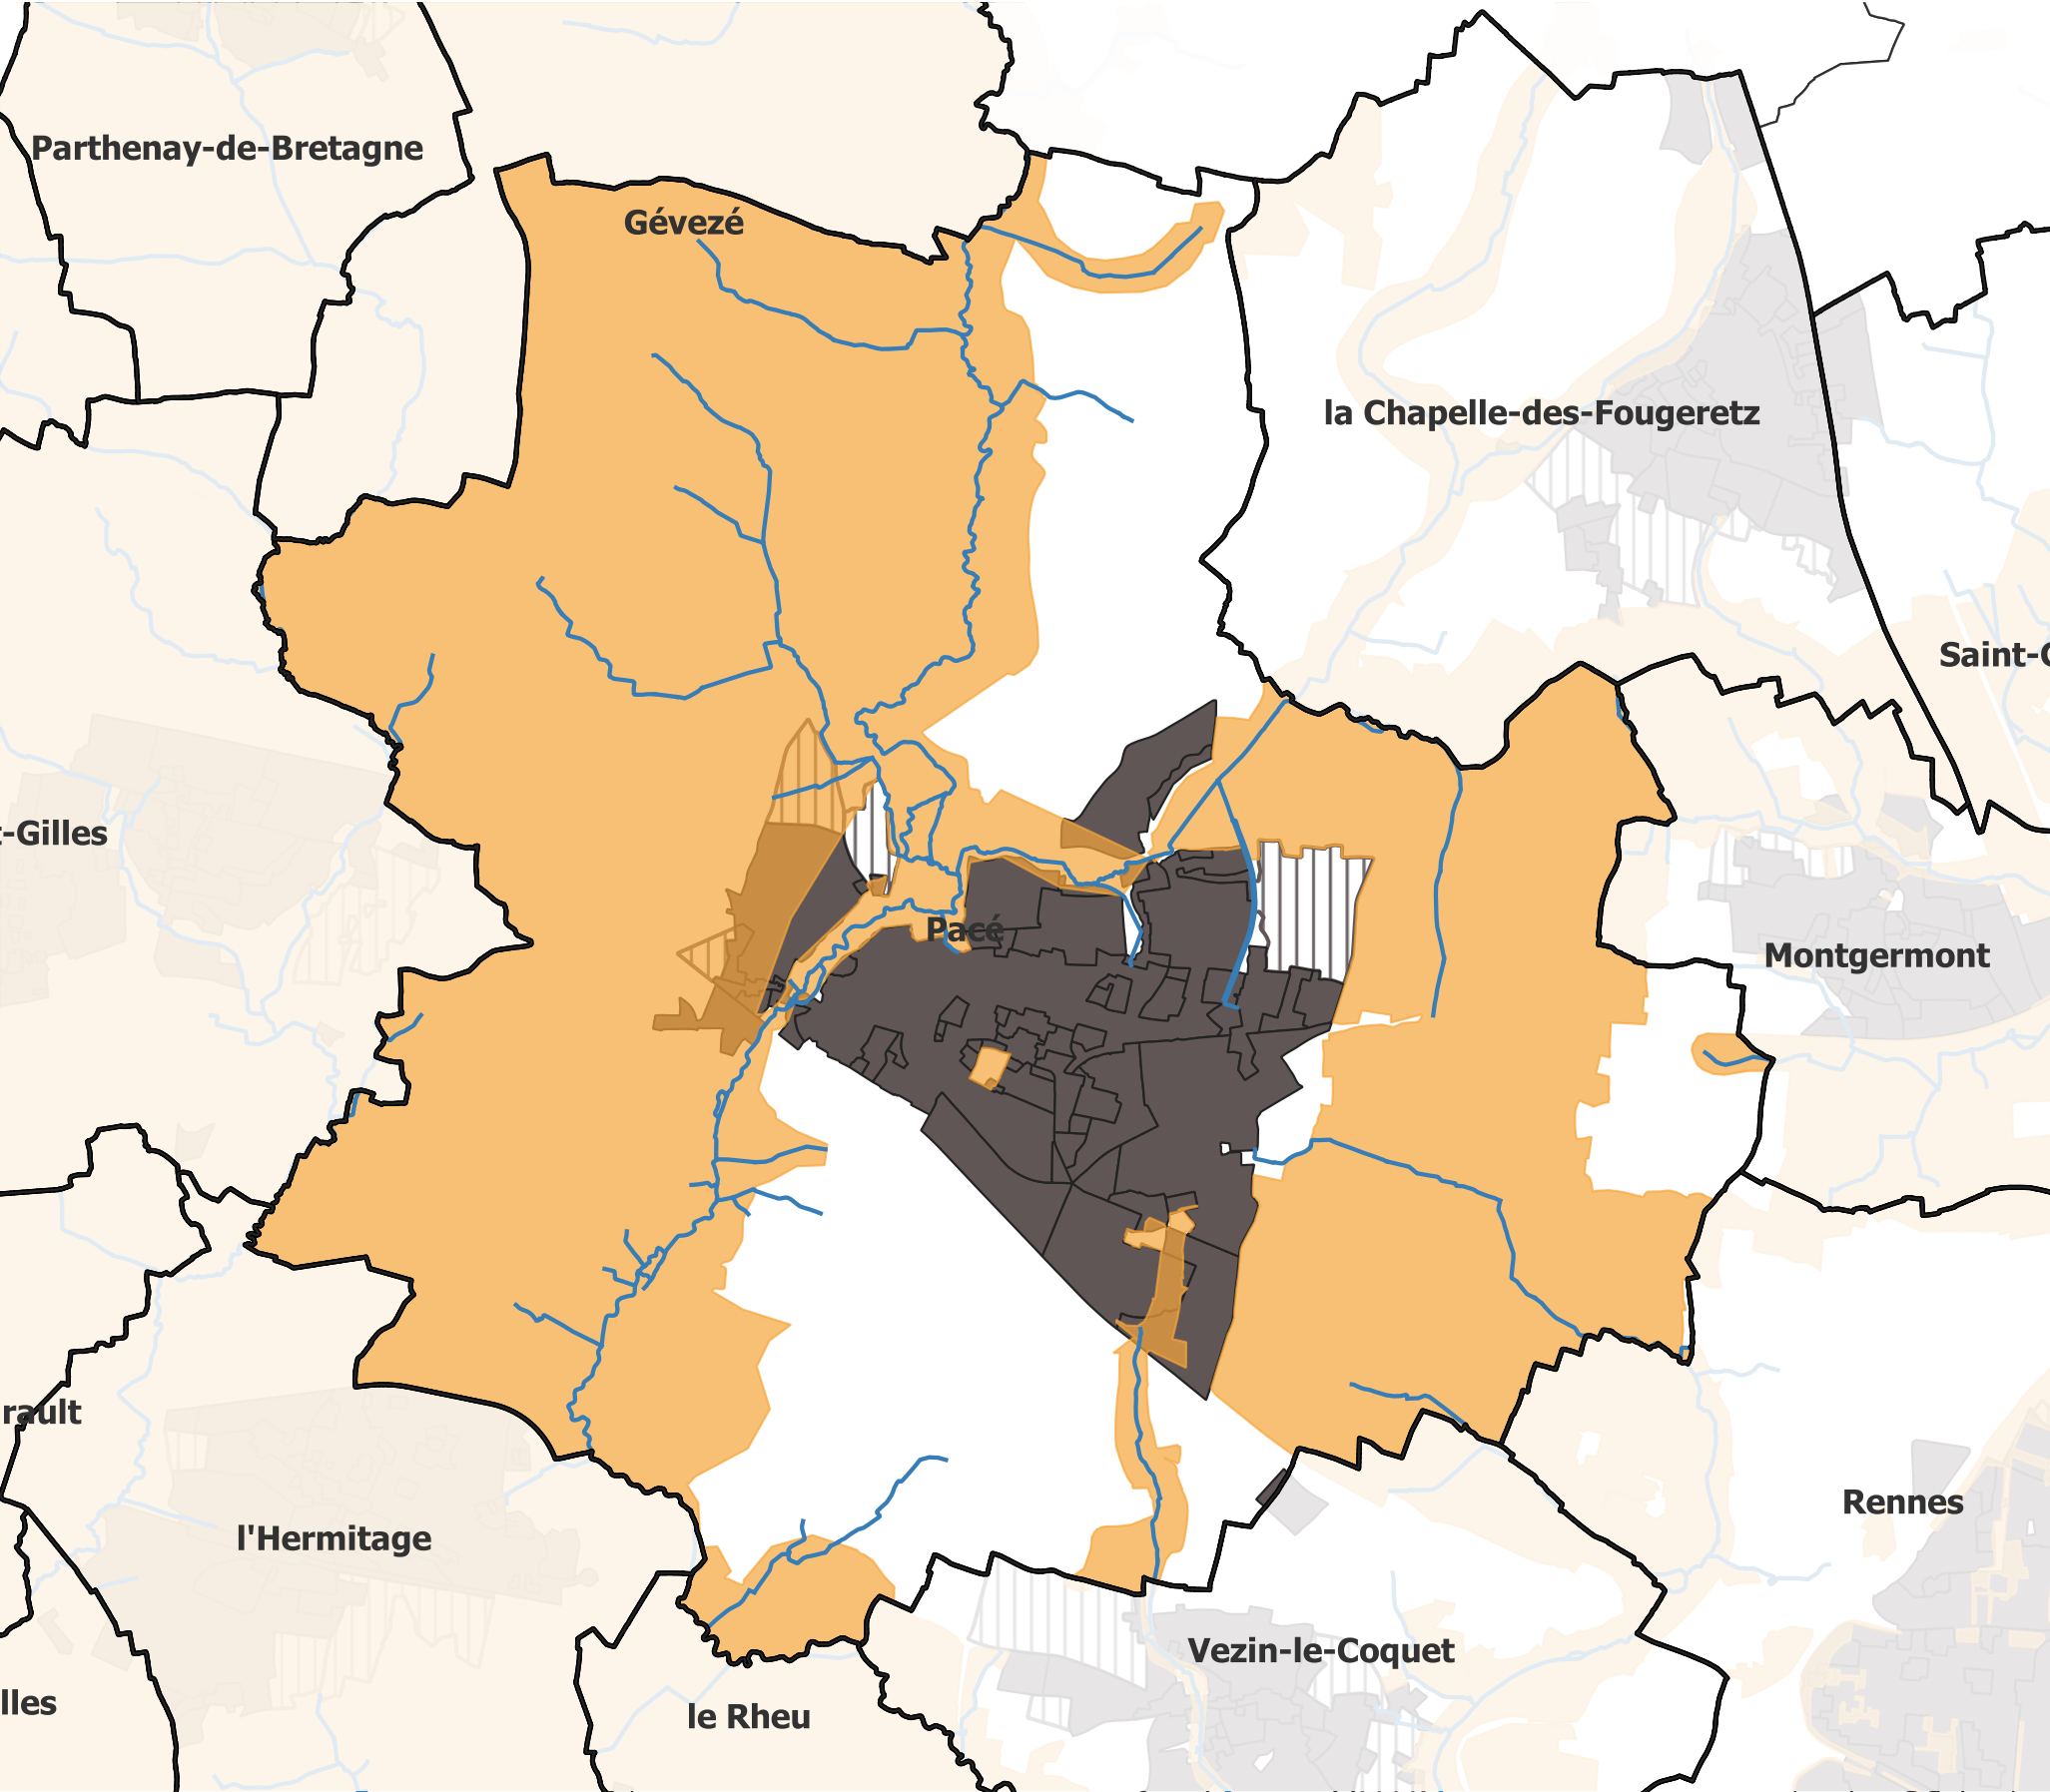 Parthenay-de-Bretagne
Gévezé
la Chapelle-des-Fougeretz
Saint-G
t-Gilles
Pacé
Montgermont
rault
Rennes
l'Hermitage
Vezin-le-Coquet
lles
le Rheu